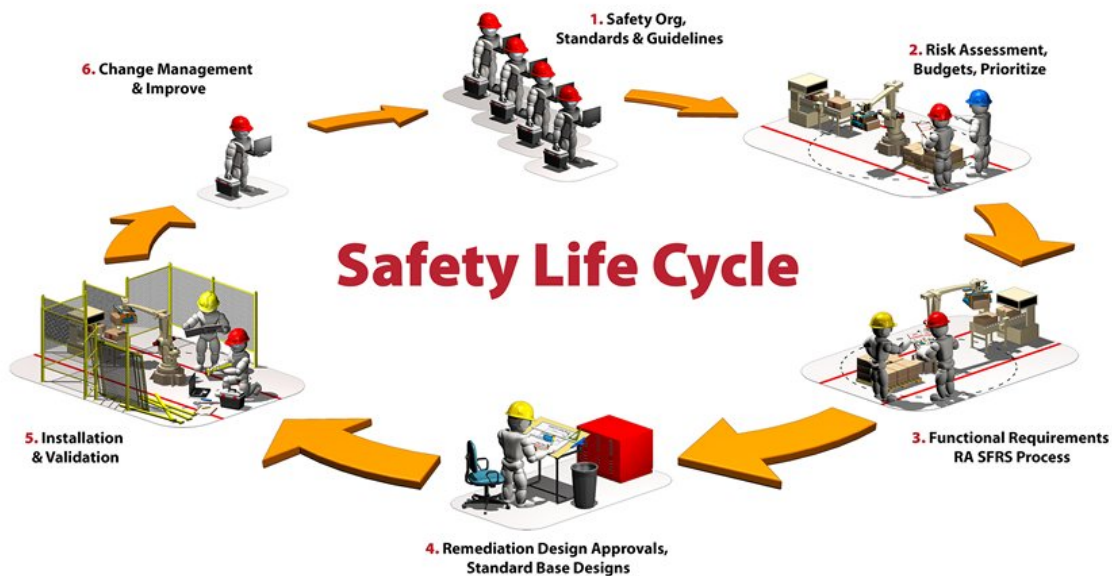 1. Safety Org,
Standards & Guidelines
2. Risk Assessment,
Budgets, Prioritize
6. Change Management
& Improve
Safety Life Cycle
3. Functional Requirements
RA SFRS Process
5. Installation
& Validation
4. Remediation Design Approvals,
Standard Base Designs